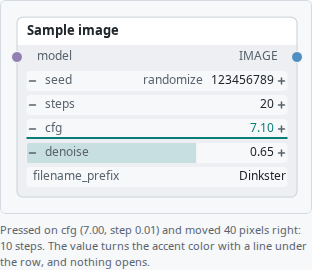 Sample image
model IMAGE
− seed randomize 123456789 +
− steps 20 +
− cfg 7.10 +
− denoise 0.65 +
filename_prefix Dinkster
Pressed on cfg (7.00, step 0.01) and moved 40 pixels right:
10 steps. The value turns the accent color with a line under
the row, and nothing opens.